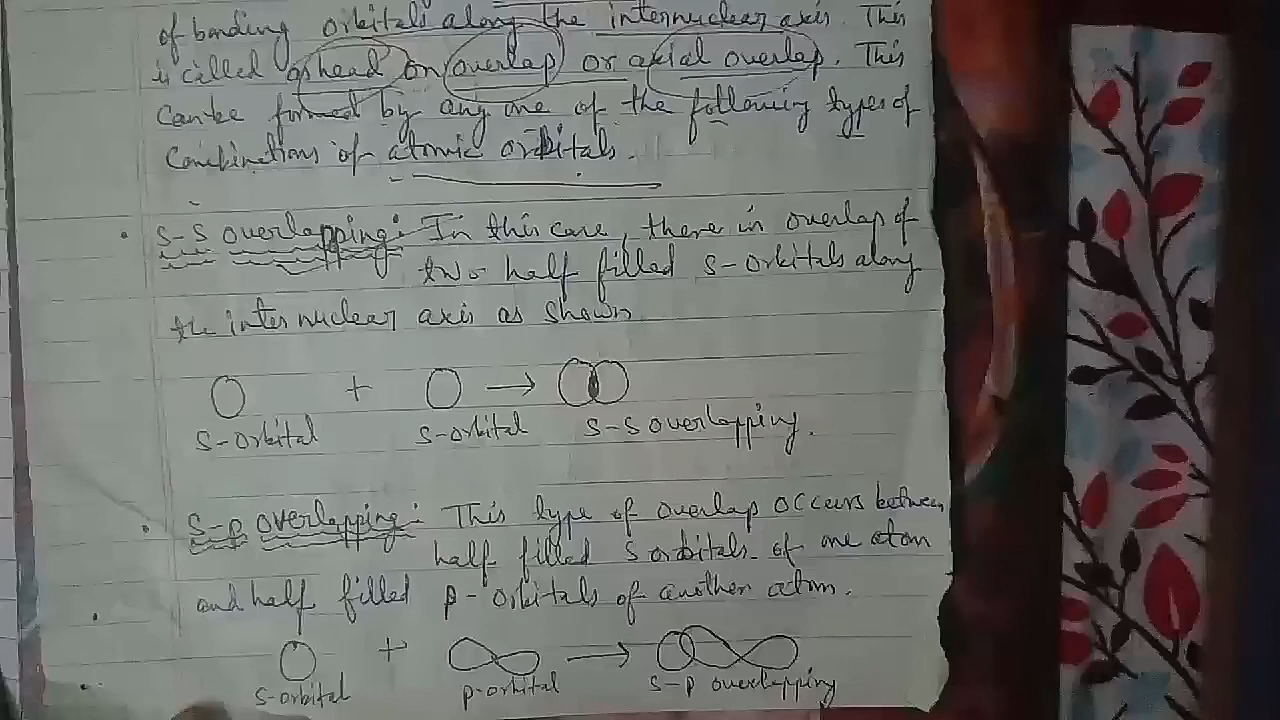 of bonding orbitals along the internuclear axis. This
is called ahead on overlap or axial overlap. This
can be formed by any one of the following types of
Combinations of atomic orbitals.
S-S overlapping: In this case, there is overlap of
two half filled S-orbitals along
the internuclear axis as shown
+ →
S-orbital S-orbital S-S overlapping.
S-p overlapping: This type of overlap occurs between
half filled S orbitals of one atom
and half filled p-orbitals of another atom.
+ →
S-orbital p-orbital S-p overlapping